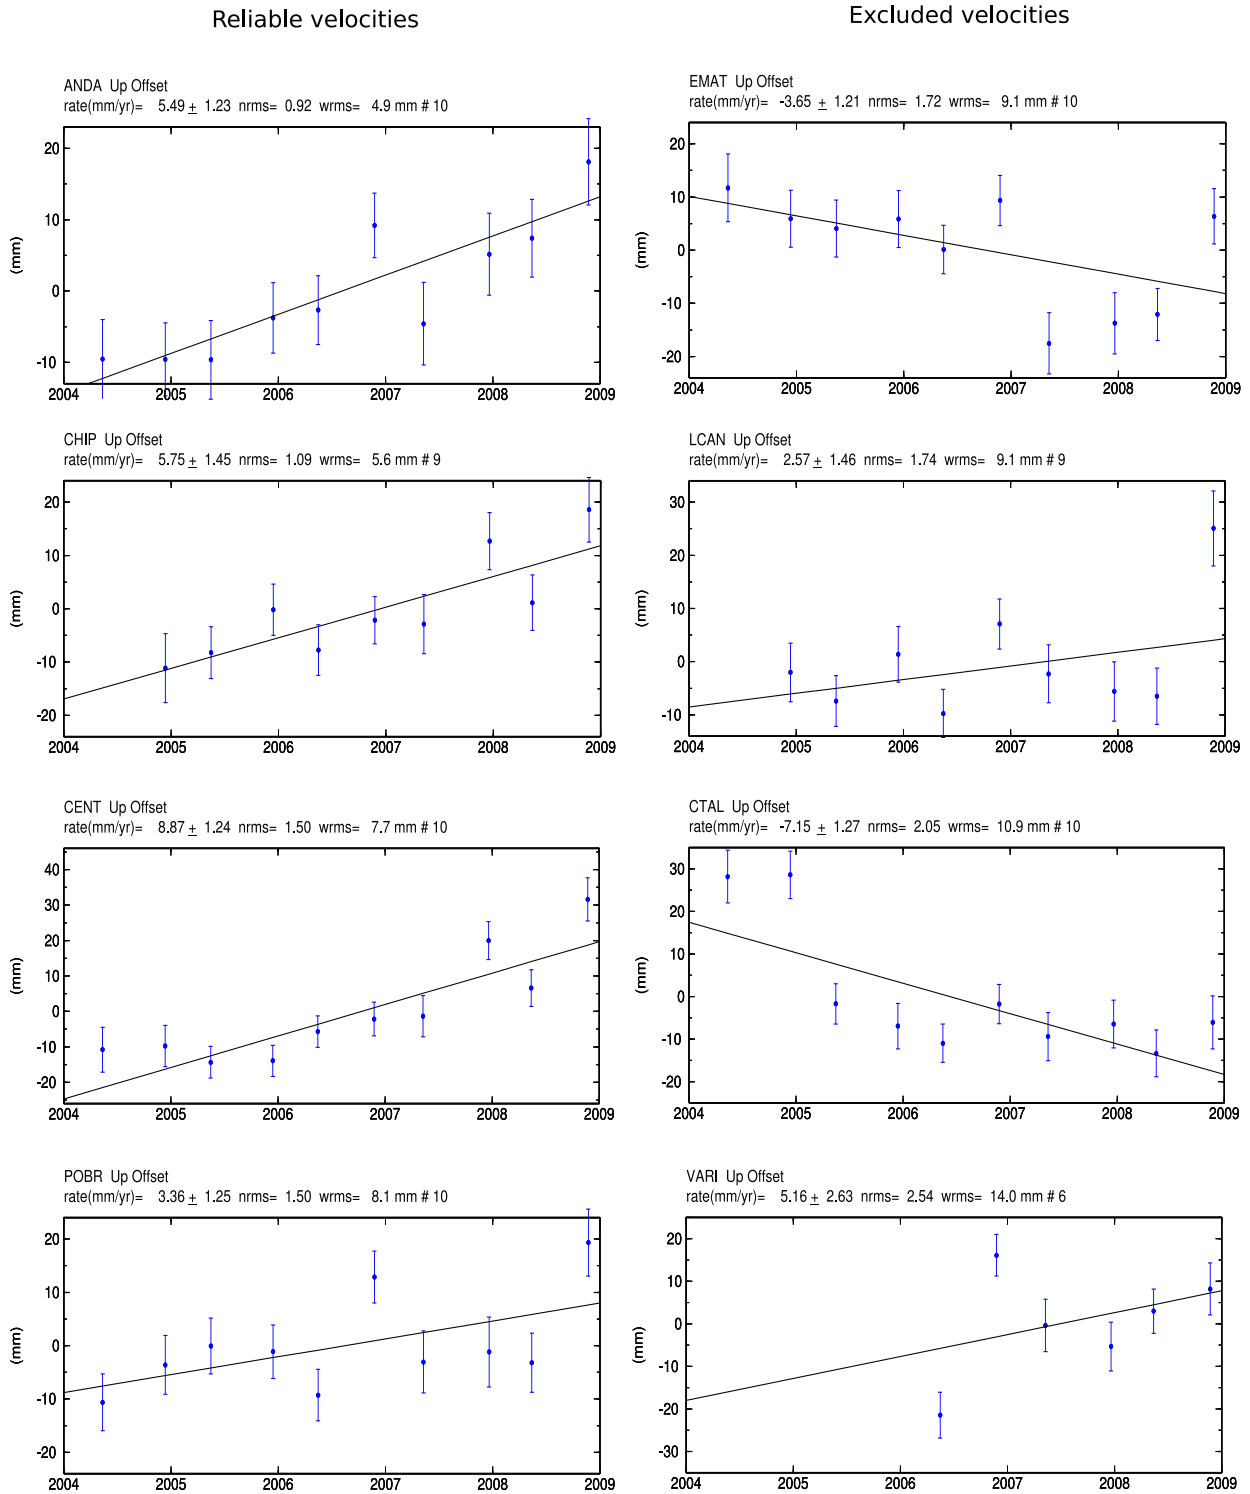 Reliable velocities
Excluded velocities
ANDA Up Offset
rate(mm/yr)= 5.49 ± 1.23 nrms= 0.92 wrms= 4.9 mm # 10
20
10
0
-10
(mm)
2004 2005 2006 2007 2008 2009
EMAT Up Offset
rate(mm/yr)= -3.65 ± 1.21 nrms= 1.72 wrms= 9.1 mm # 10
20
10
0
-10
-20
(mm)
2004 2005 2006 2007 2008 2009
CHIP Up Offset
rate(mm/yr)= 5.75 ± 1.45 nrms= 1.09 wrms= 5.6 mm # 9
20
10
0
-10
-20
(mm)
2004 2005 2006 2007 2008 2009
LCAN Up Offset
rate(mm/yr)= 2.57 ± 1.46 nrms= 1.74 wrms= 9.1 mm # 9
30
20
10
0
-10
(mm)
2004 2005 2006 2007 2008 2009
CENT Up Offset
rate(mm/yr)= 8.87 ± 1.24 nrms= 1.50 wrms= 7.7 mm # 10
40
30
20
10
0
-10
-20
(mm)
2004 2005 2006 2007 2008 2009
CTAL Up Offset
rate(mm/yr)= -7.15 ± 1.27 nrms= 2.05 wrms= 10.9 mm # 10
30
20
10
0
-10
-20
(mm)
2004 2005 2006 2007 2008 2009
POBR Up Offset
rate(mm/yr)= 3.36 ± 1.25 nrms= 1.50 wrms= 8.1 mm # 10
20
10
0
-10
-20
(mm)
2004 2005 2006 2007 2008 2009
VARI Up Offset
rate(mm/yr)= 5.16 ± 2.63 nrms= 2.54 wrms= 14.0 mm # 6
20
10
0
-10
-20
-30
(mm)
2004 2005 2006 2007 2008 2009